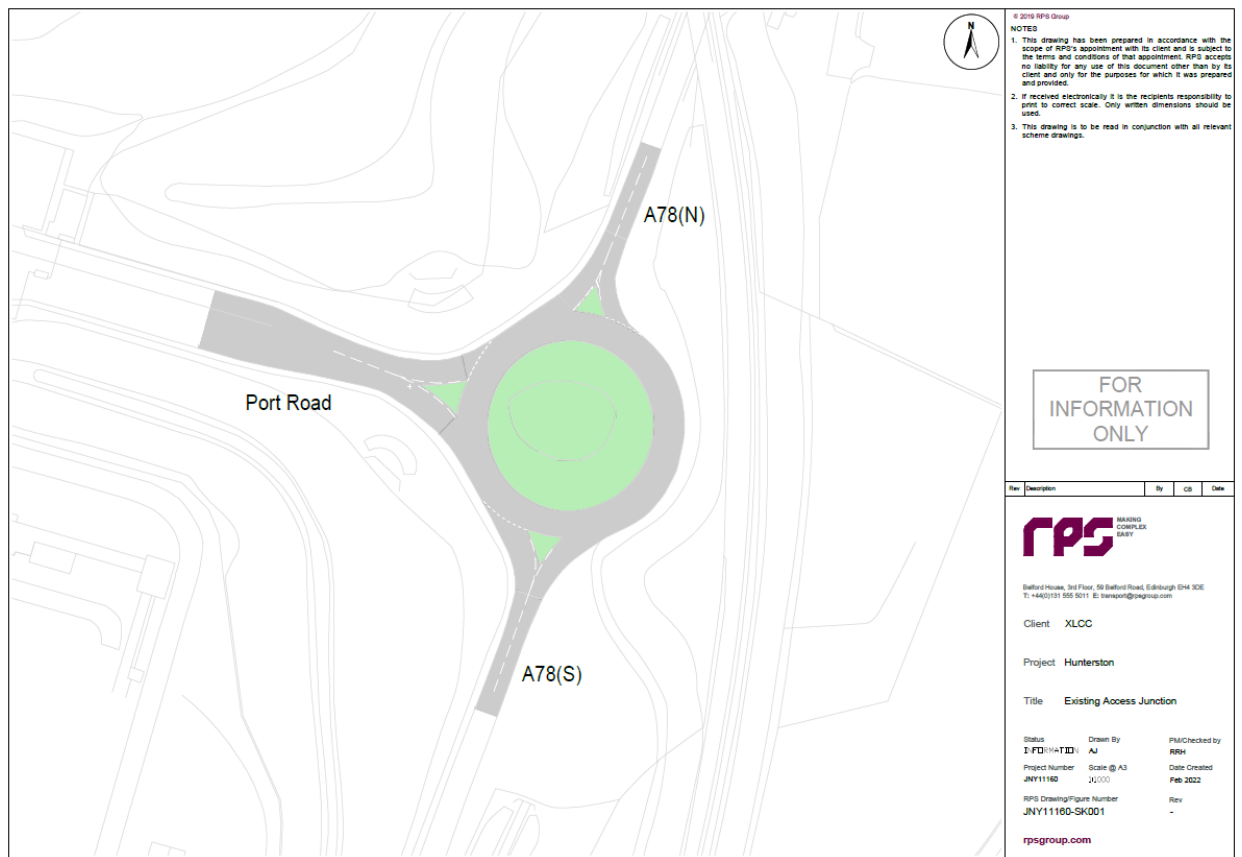 N
A78(N)
Port Road
A78(S)
© 2019 RPS Group
NOTES
1. This drawing has been prepared in accordance with the
scope of RPS's appointment with its client and is subject to
the terms and conditions of that appointment. RPS accepts
no liability for any use of this document other than by its
client and only for the purposes for which it was prepared
and provided.
2. If received electronically it is the recipients responsibility to
print to correct scale. Only written dimensions should be
used.
3. This drawing is to be read in conjunction with all relevant
scheme drawings.
FOR
INFORMATION
ONLY
Rev Description By CB Date
rps
MAKING
COMPLEX
EASY
Belford House, 3rd Floor, 59 Belford Road, Edinburgh EH4 3DE
T: +44(0)131 555 5011 E: transport@rpsgroup.com
Client XLCC
Project Hunterston
Title Existing Access Junction
Status Drawn By PM/Checked by
INFORMATION AJ RRH
Project Number Scale @ A3 Date Created
JNY11160 Feb 2022
RPS Drawing/Figure Number Rev
JNY11160-SK001 -
rpsgroup.com